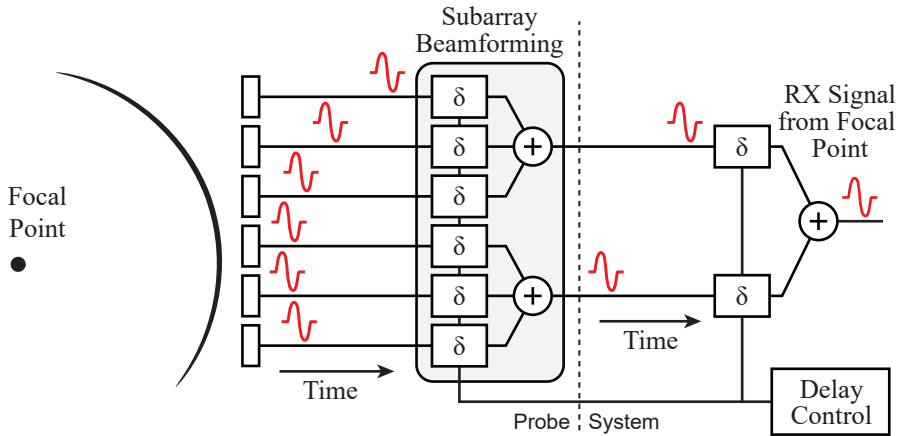 Subarray
Beamforming
RX Signal
from Focal
Point
Focal
Point
δ
δ
δ
δ
δ
δ
+
+
δ
δ
+
Time
Time
Probe
System
Delay
Control